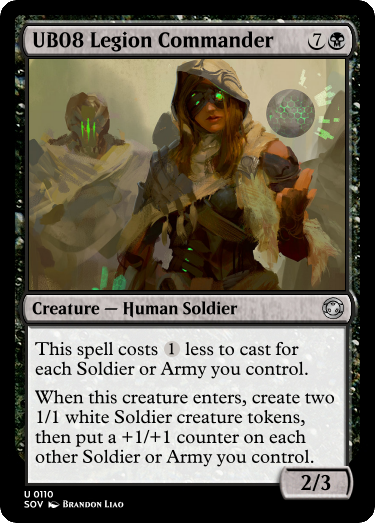 UB08 Legion Commander 7
Creature — Human Soldier
This spell costs 1 less to cast for
each Soldier or Army you control.
When this creature enters, create two
1/1 white Soldier creature tokens,
then put a +1/+1 counter on each
other Soldier or Army you control.
2/3
U 0110
SOV Brandon Liao